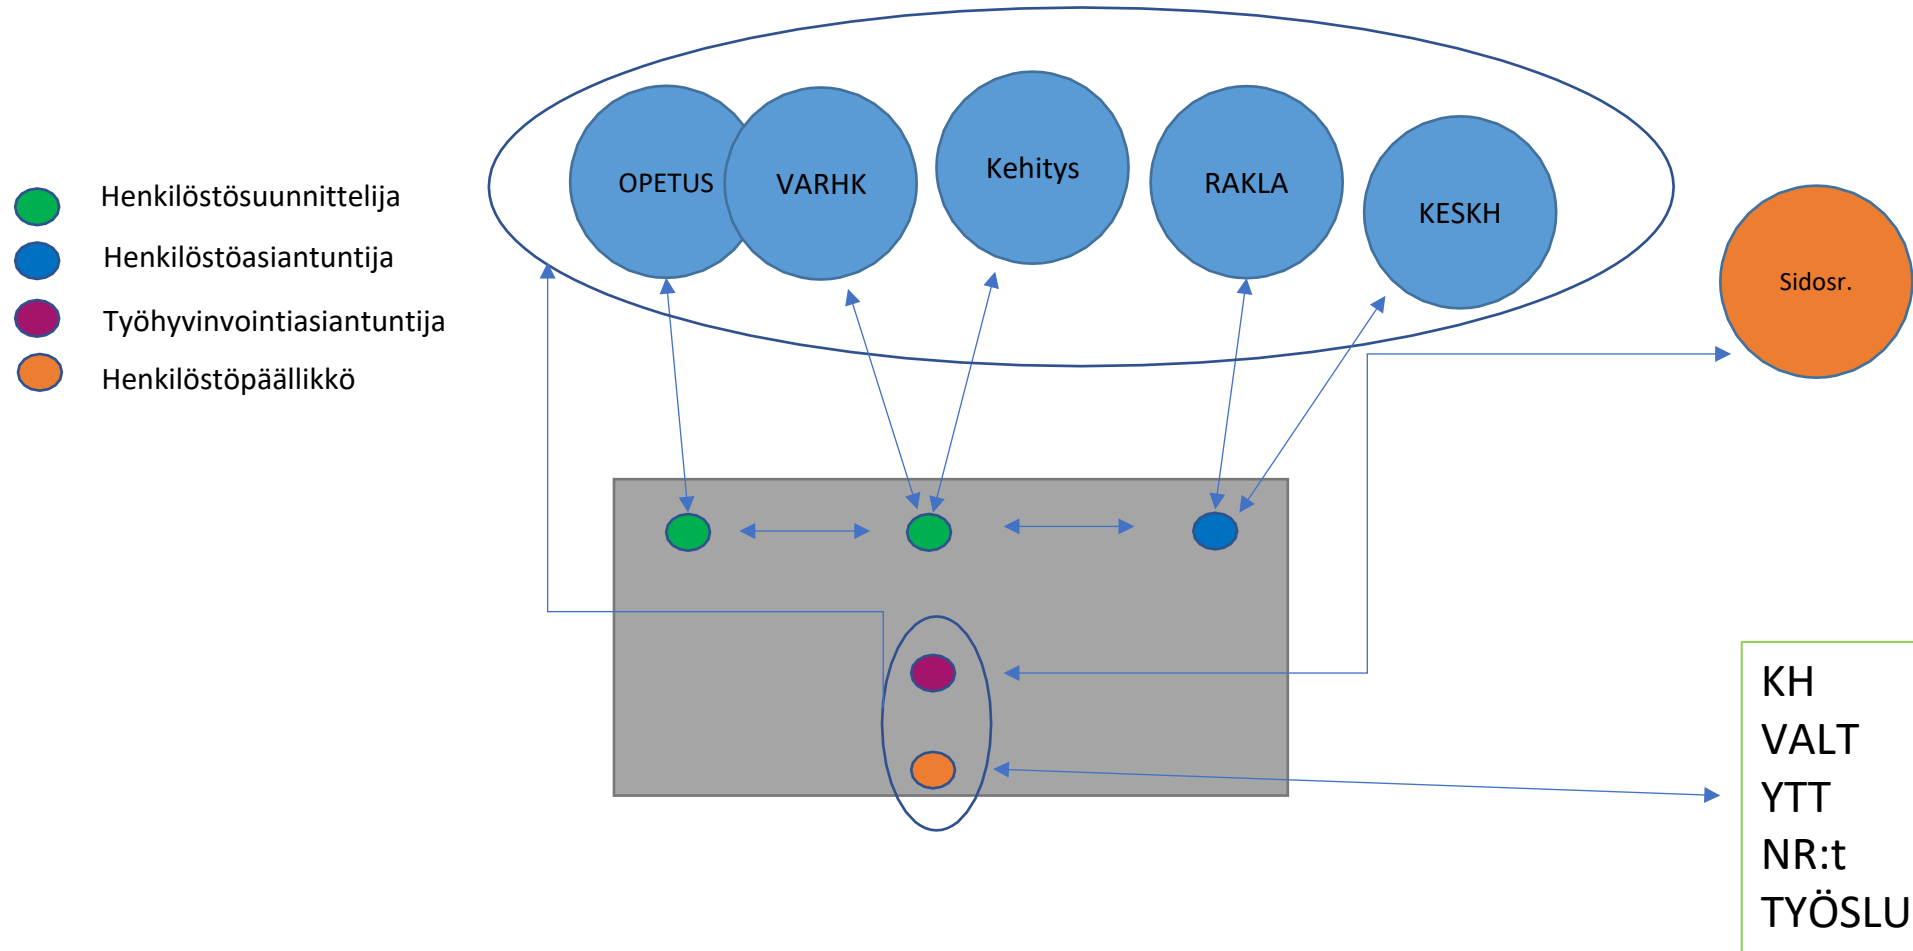 Henkilöstösuunnittelija
Henkilöstöasiantuntija
Työhyvinvointiasiantuntija
Henkilöstöpäällikkö
OPETUS
VARHK
Kehitys
RAKLA
KESKH
Sidosr.
KH
VALT
YTT
NR:t
TYÖSLU